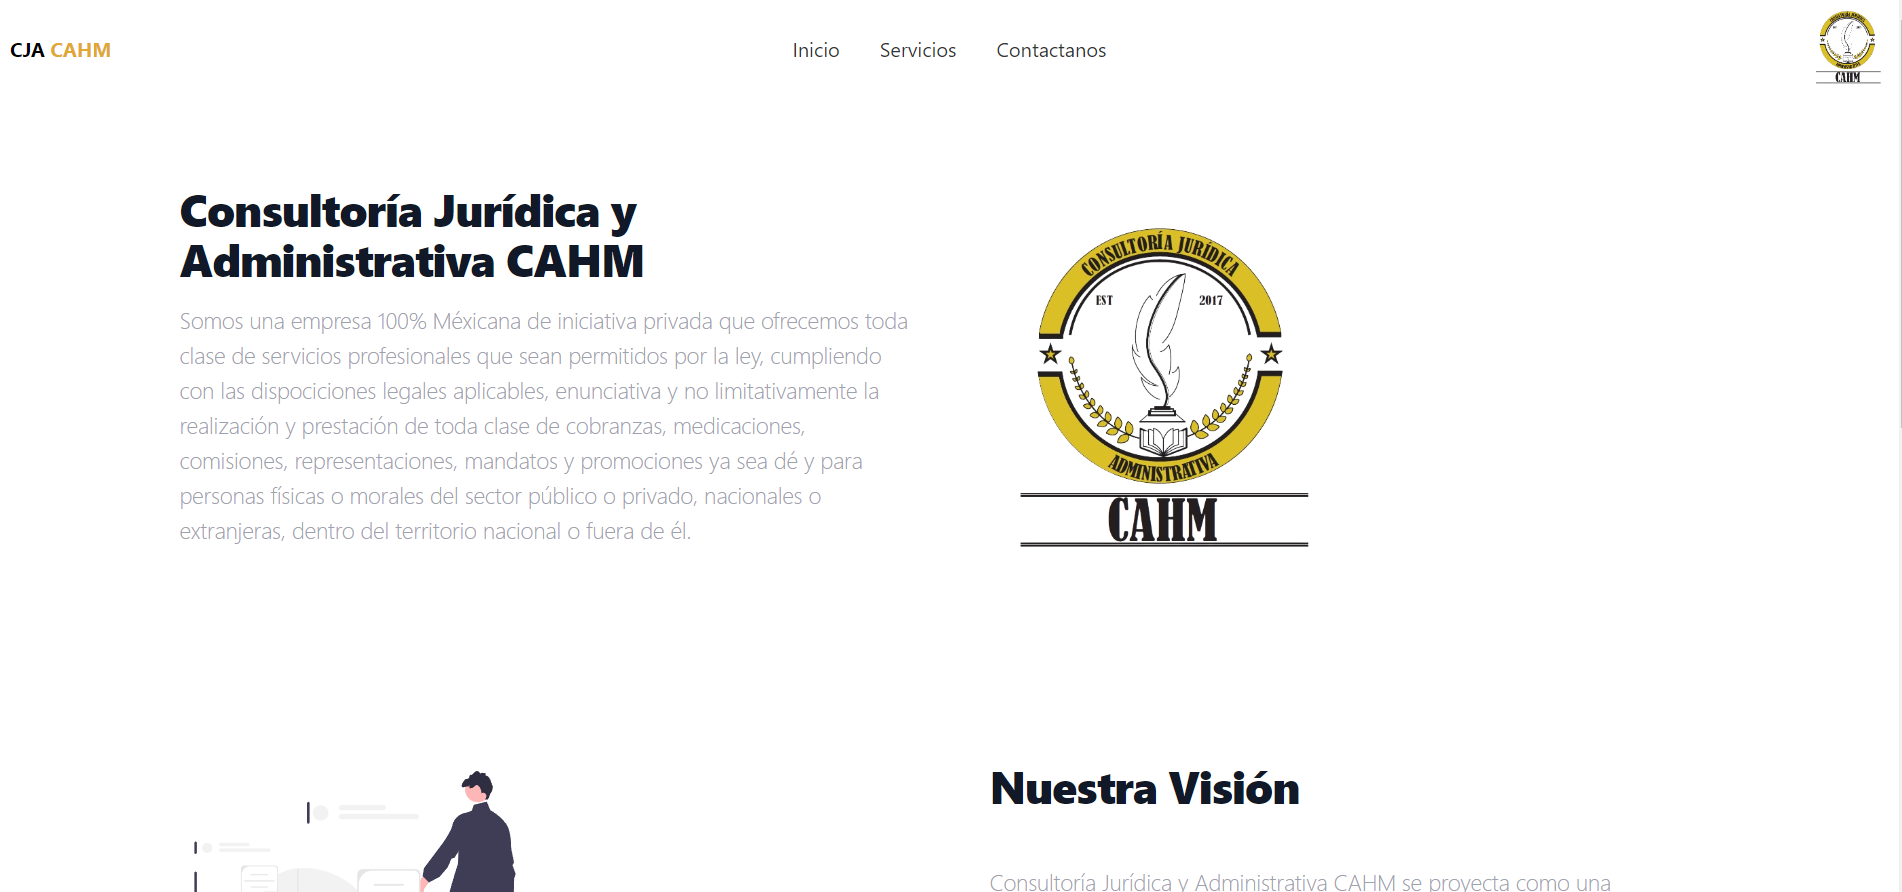 CJA CAHM
Inicio
Servicios
Contactanos
CAHM
Consultoría Jurídica y
Administrativa CAHM
Somos una empresa 100% Méxicana de iniciativa privada que ofrecemos toda
clase de servicios profesionales que sean permitidos por la ley, cumpliendo
con las dispociciones legales aplicables, enunciativa y no limitativamente la
realización y prestación de toda clase de cobranzas, medicaciones,
comisiones, representaciones, mandatos y promociones ya sea dé y para
personas físicas o morales del sector público o privado, nacionales o
extranjeras, dentro del territorio nacional o fuera de él.
CONSULTORÍA JURÍDICA
EST 2017
ADMINISTRATIVA
CAHM
Nuestra Visión
Consultoría Jurídica y Administrativa CAHM se proyecta como una